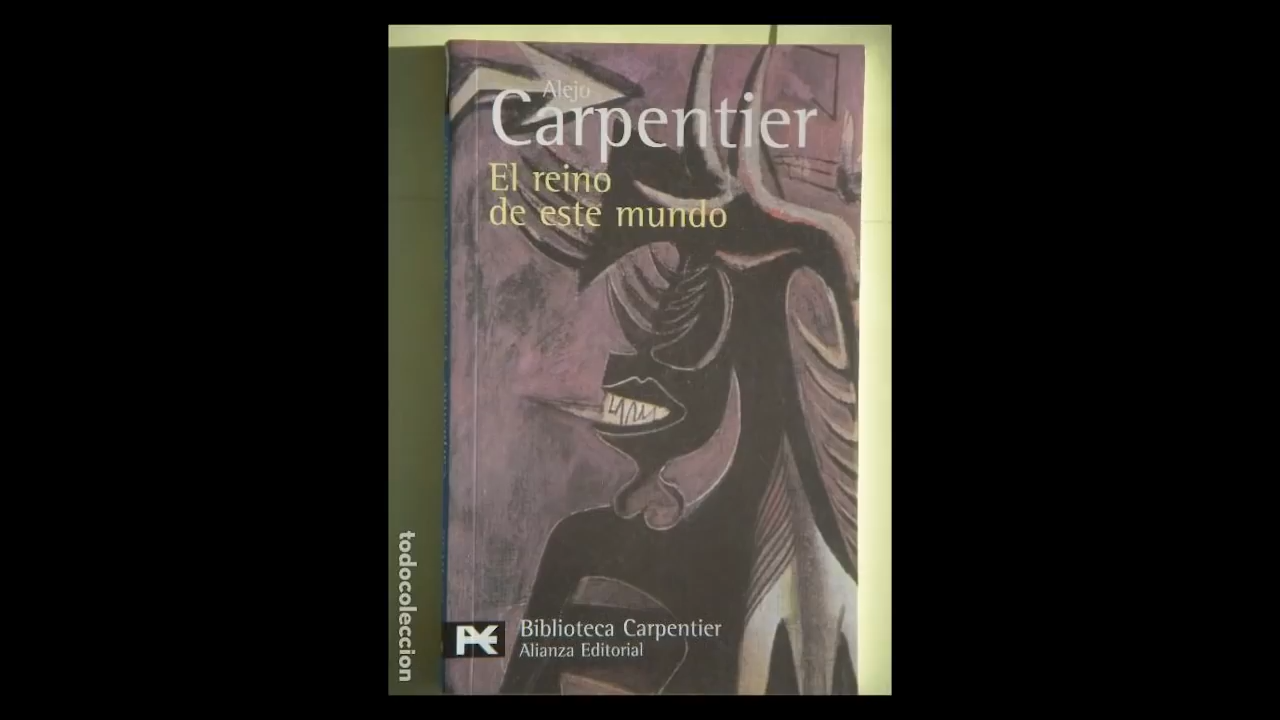 Alejo
Carpentier
El reino
de este mundo
Biblioteca Carpentier
Alianza Editorial
todocoleccion